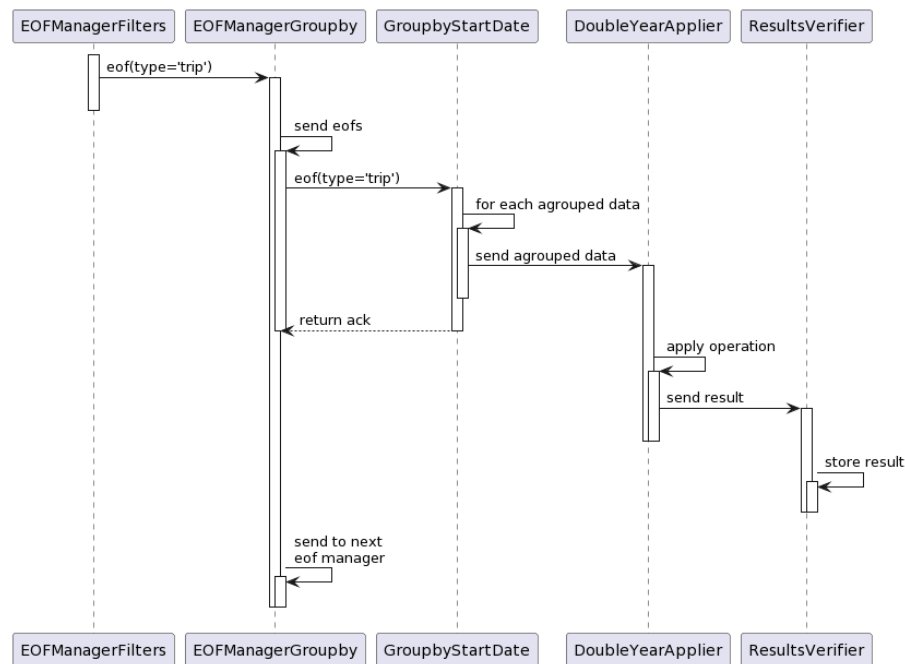 EOFManagerFilters
EOFManagerGroupby
GroupbyStartDate
DoubleYearApplier
ResultsVerifier
eof(type='trip')
send eofs
eof(type='trip')
for each agrouped data
send agrouped data
return ack
apply operation
send result
store result
send to next
eof manager
EOFManagerFilters
EOFManagerGroupby
GroupbyStartDate
DoubleYearApplier
ResultsVerifier